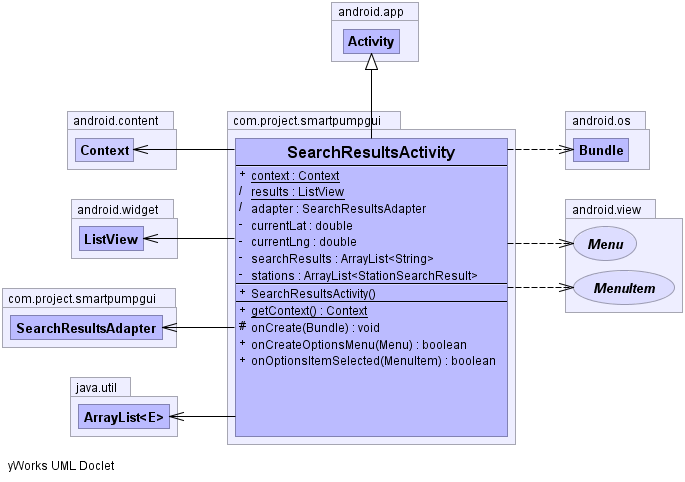 android.app
Activity
android.content
Context
com.project.smartpumpgui
android.os
Bundle
SearchResultsActivity
+ context : Context
/ results : ListView
/ adapter : SearchResultsAdapter
- currentLat : double
- currentLng : double
- searchResults : ArrayList<String>
- stations : ArrayList<StationSearchResult>
+ SearchResultsActivity()
+ getContext() : Context
# onCreate(Bundle) : void
+ onCreateOptionsMenu(Menu) : boolean
+ onOptionsItemSelected(MenuItem) : boolean
android.widget
ListView
android.view
Menu
MenuItem
com.project.smartpumpgui
SearchResultsAdapter
java.util
ArrayList<E>
yWorks UML Doclet